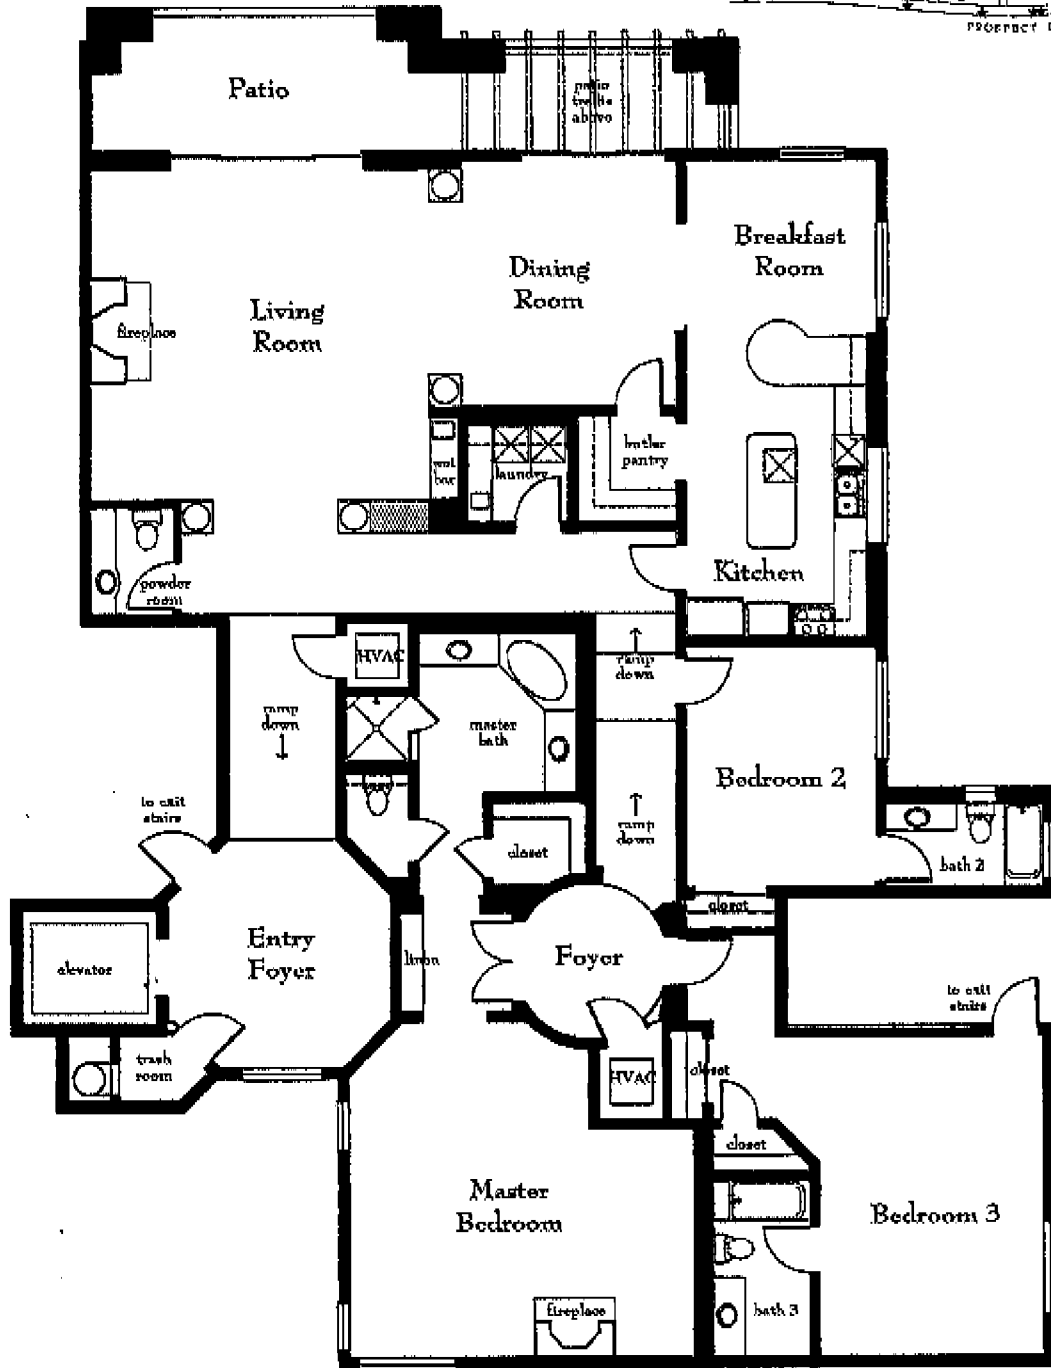 PROSPECT
Patio
patio
trellis
above
Breakfast
Room
Dining
Room
Living
Room
fireplace
butler
pantry
wet
bar
laundry
Kitchen
powder
room
HVAC
ramp
down
ramp
down
master
bath
Bedroom 2
to exit
stairs
ramp
down
closet
bath 2
closet
Entry
Foyer
elevator
linen
Foyer
to exit
stairs
trash
room
HVAC
closet
closet
Master
Bedroom
Bedroom 3
fireplace
bath 3